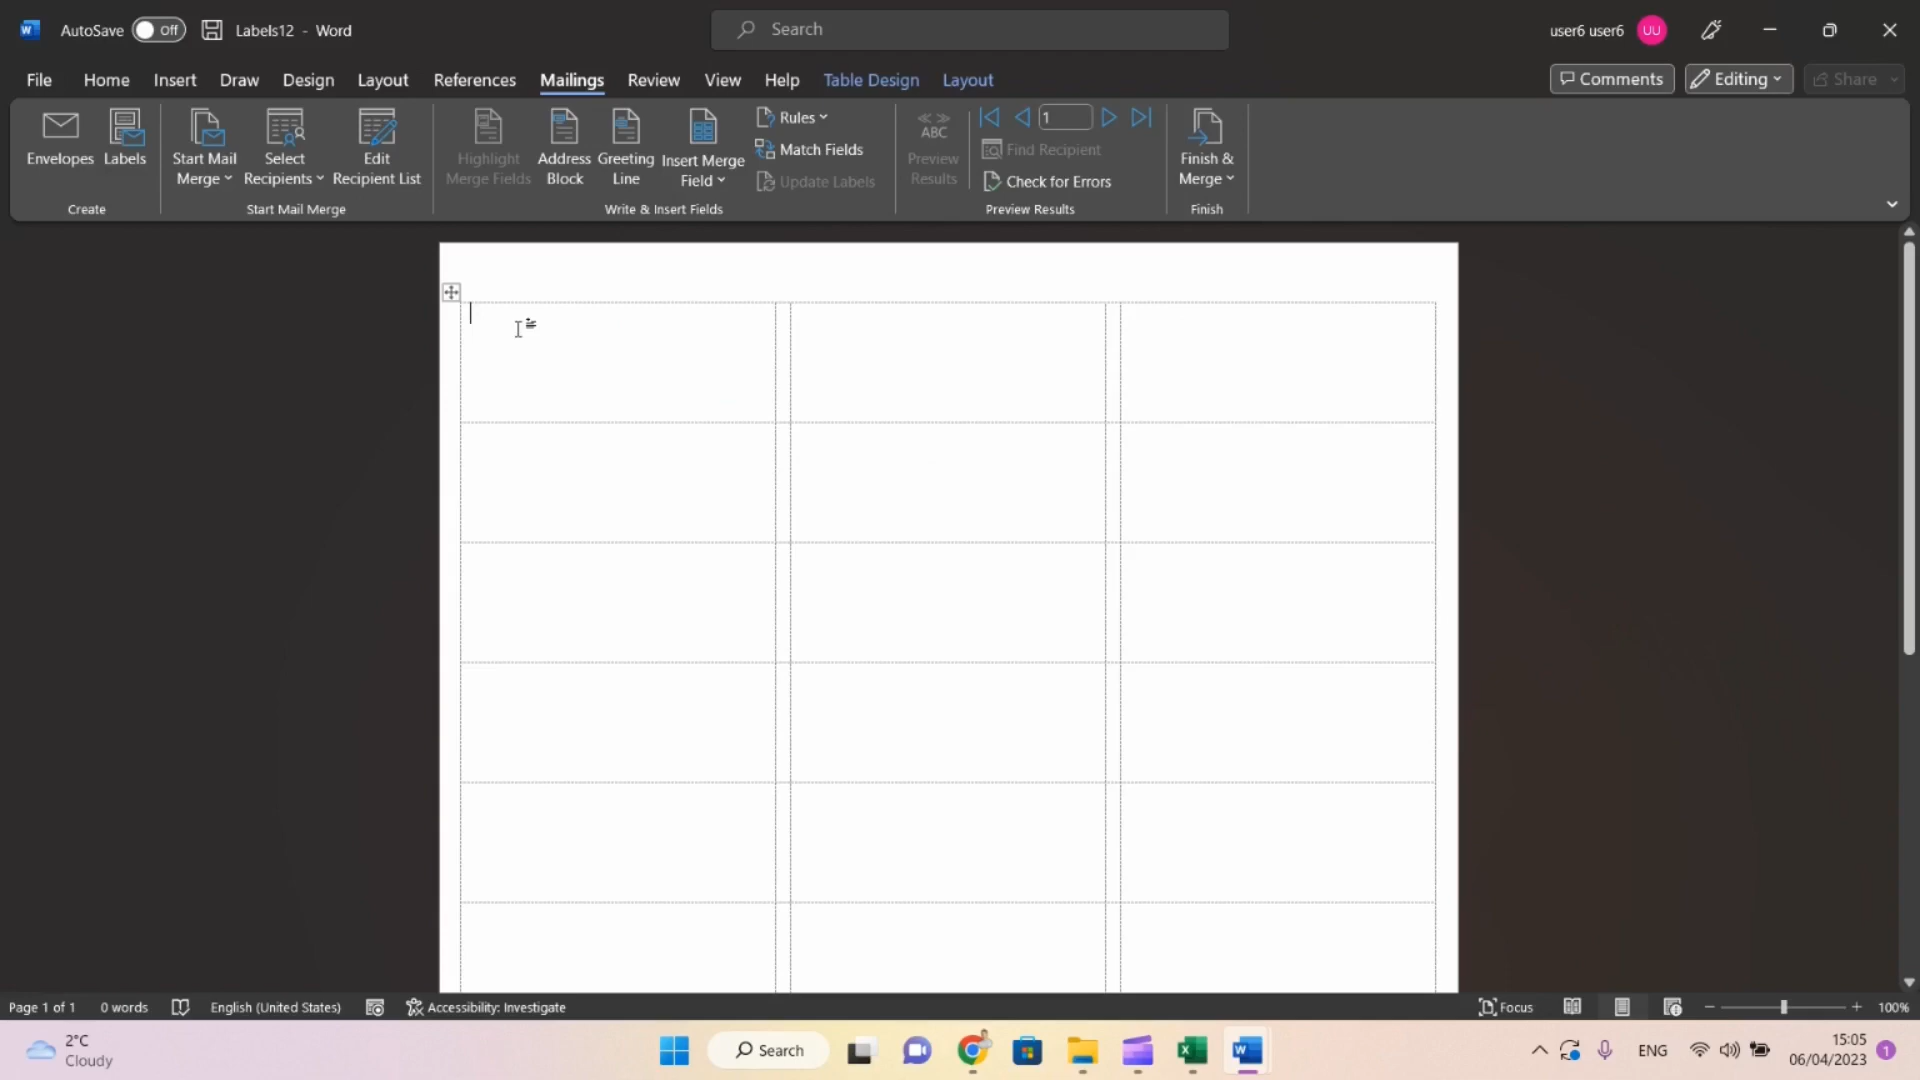 AutoSave Off Labels12 - Word Search user6 user6 UU
File Home Insert Draw Design Layout References Mailings Review View Help Table Design Layout Comments Editing Share
Envelopes
Labels
Create
Start Mail
Merge
Select
Recipients
Edit
Recipient List
Start Mail Merge
Highlight
Merge Fields
Address
Block
Greeting
Line
Insert Merge
Field
Rules
Match Fields
Update Labels
Write & Insert Fields
ABC
Preview
Results
1
Find Recipient
Check for Errors
Preview Results
Finish &
Merge
Finish
Page 1 of 1 0 words English (United States) Accessibility: Investigate Focus 100%
2°C
Cloudy
Search
ENG
15:05
06/04/2023
1